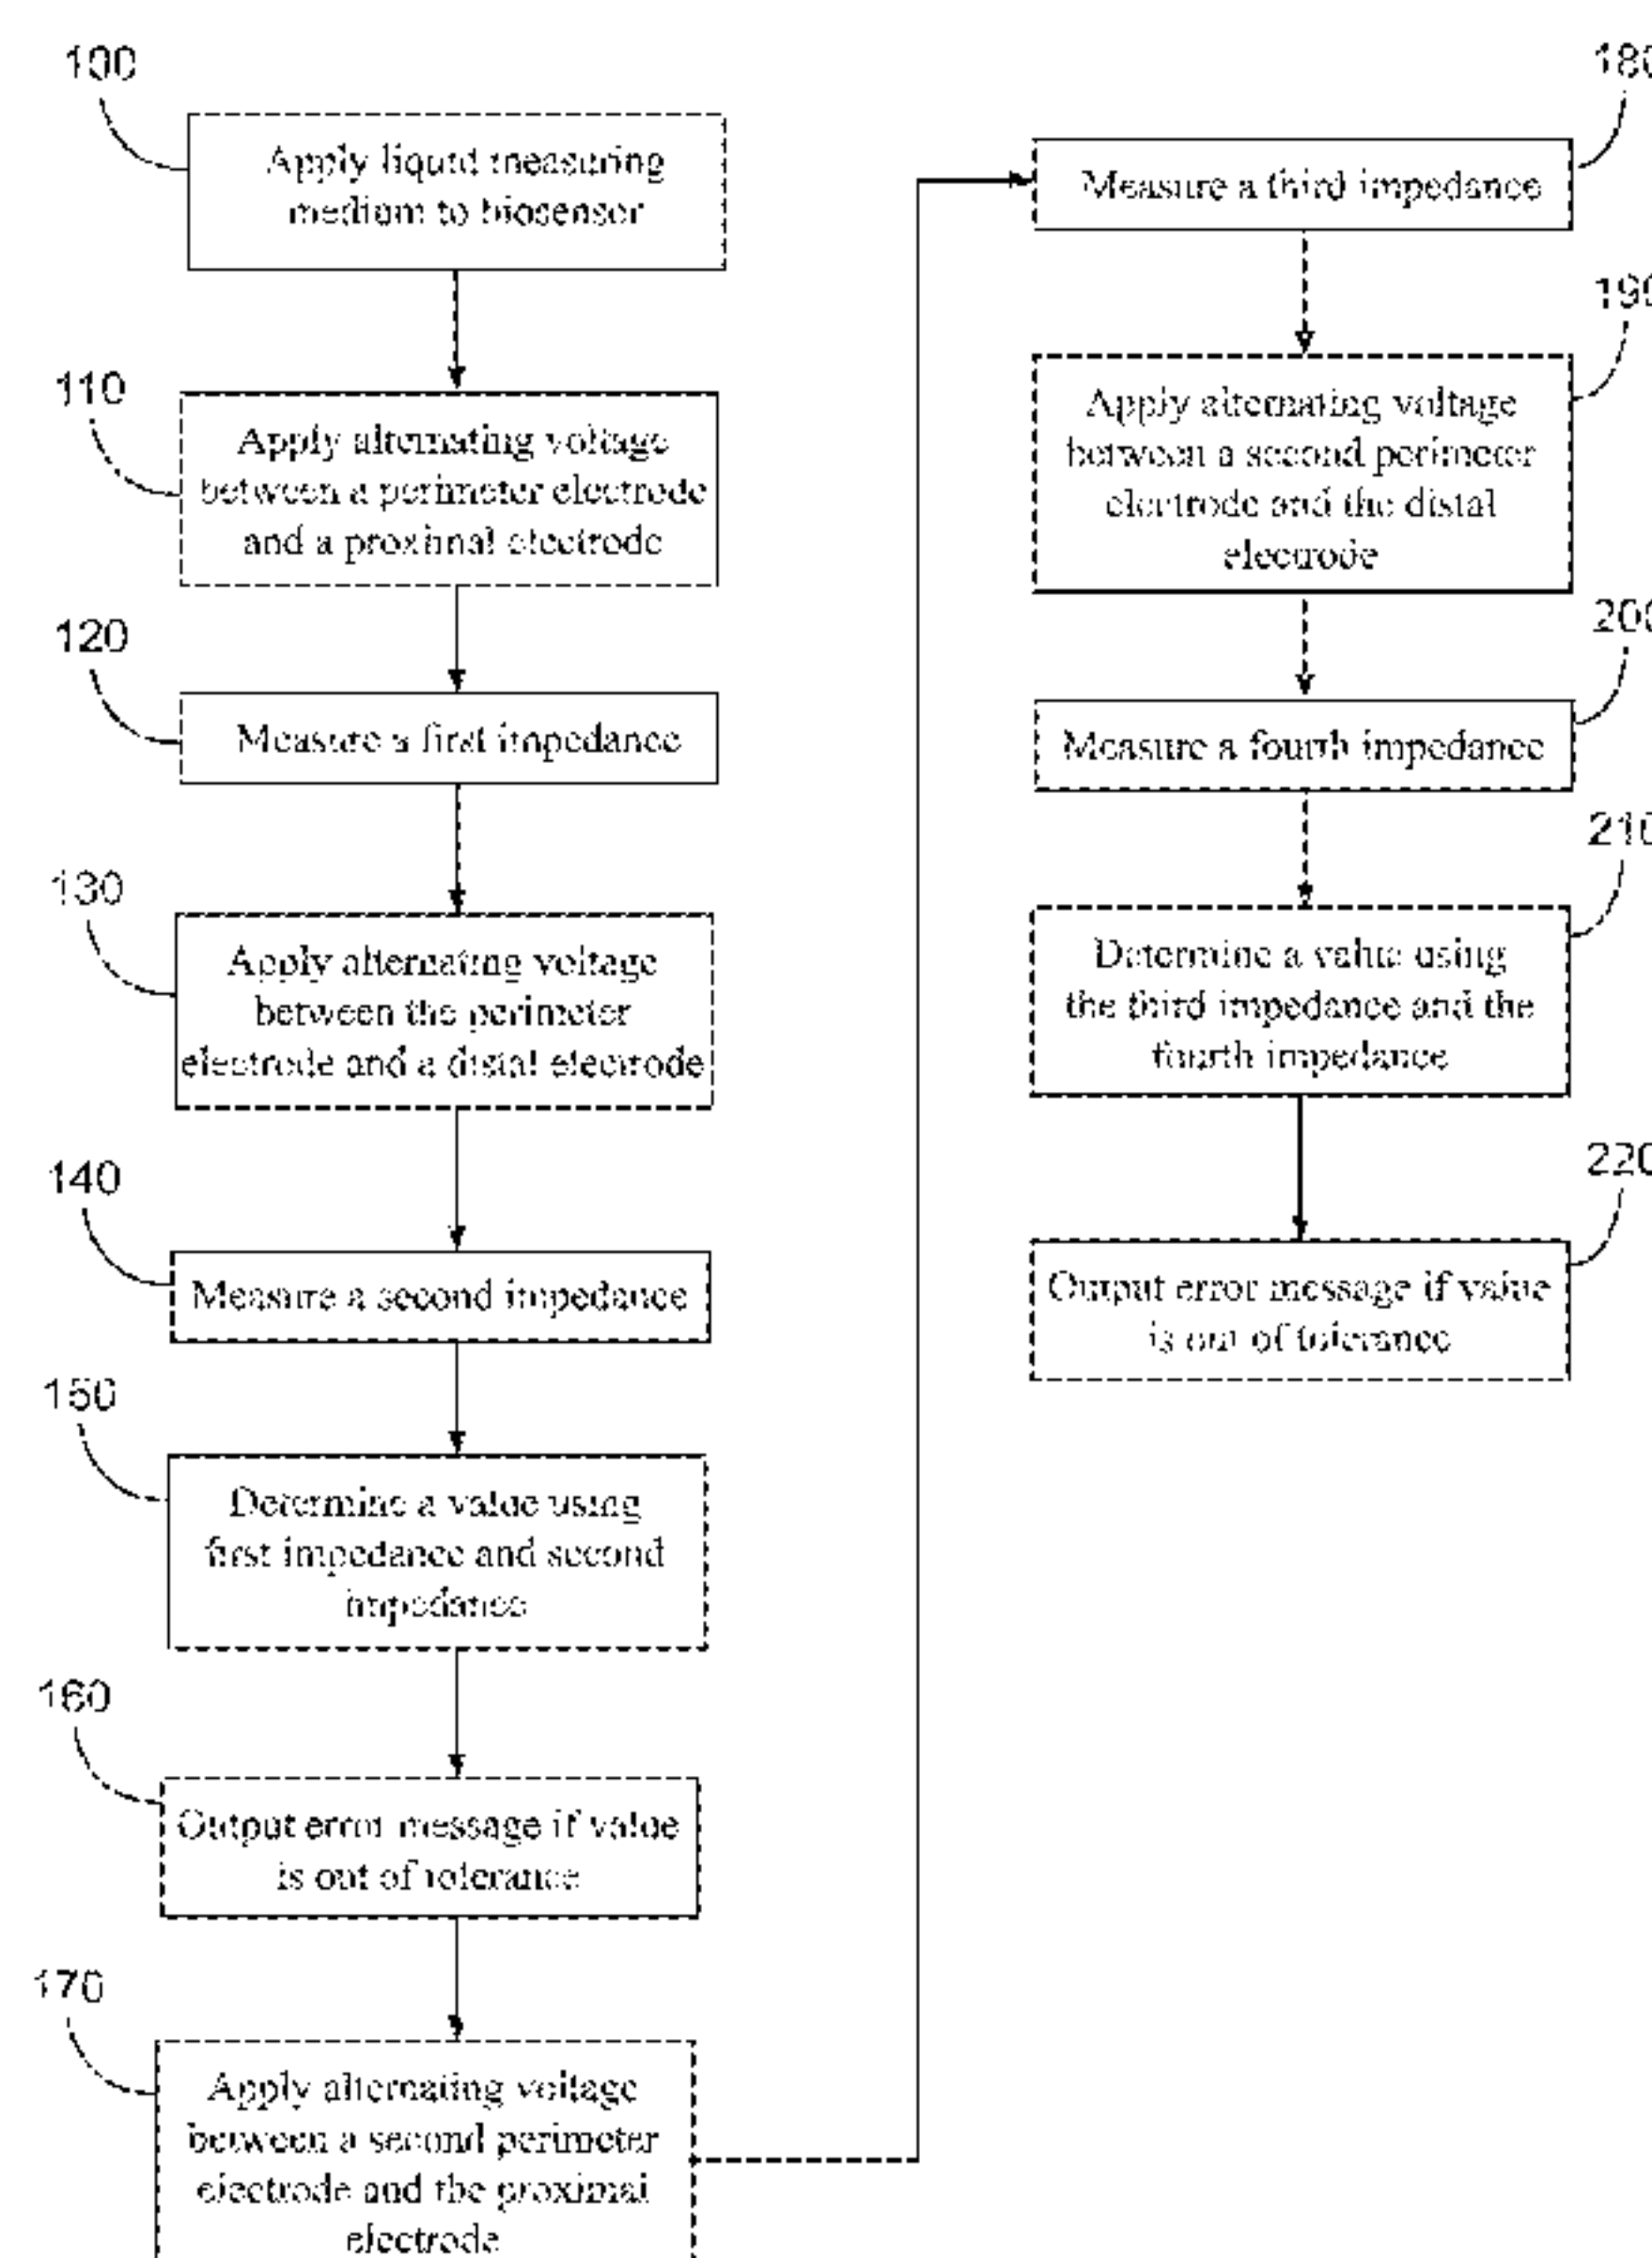 100
Apply liquid measuring
medium to biosensor
110
Apply alternating voltage
between a perimeter electrode
and a proximal electrode
120
Measure a first impedance
130
Apply alternating voltage
between the perimeter
electrode and a distal electrode
140
Measure a second impedance
150
Determine a value using
first impedance and second
impedance
160
Output error message if value
is out of tolerance
170
Apply alternating voltage
between a second perimeter
electrode and the proximal
electrode
180
Measure a third impedance
190
Apply alternating voltage
between a second perimeter
electrode and the distal
electrode
200
Measure a fourth impedance
210
Determine a value using
the third impedance and the
fourth impedance
220
Output error message if value
is out of tolerance